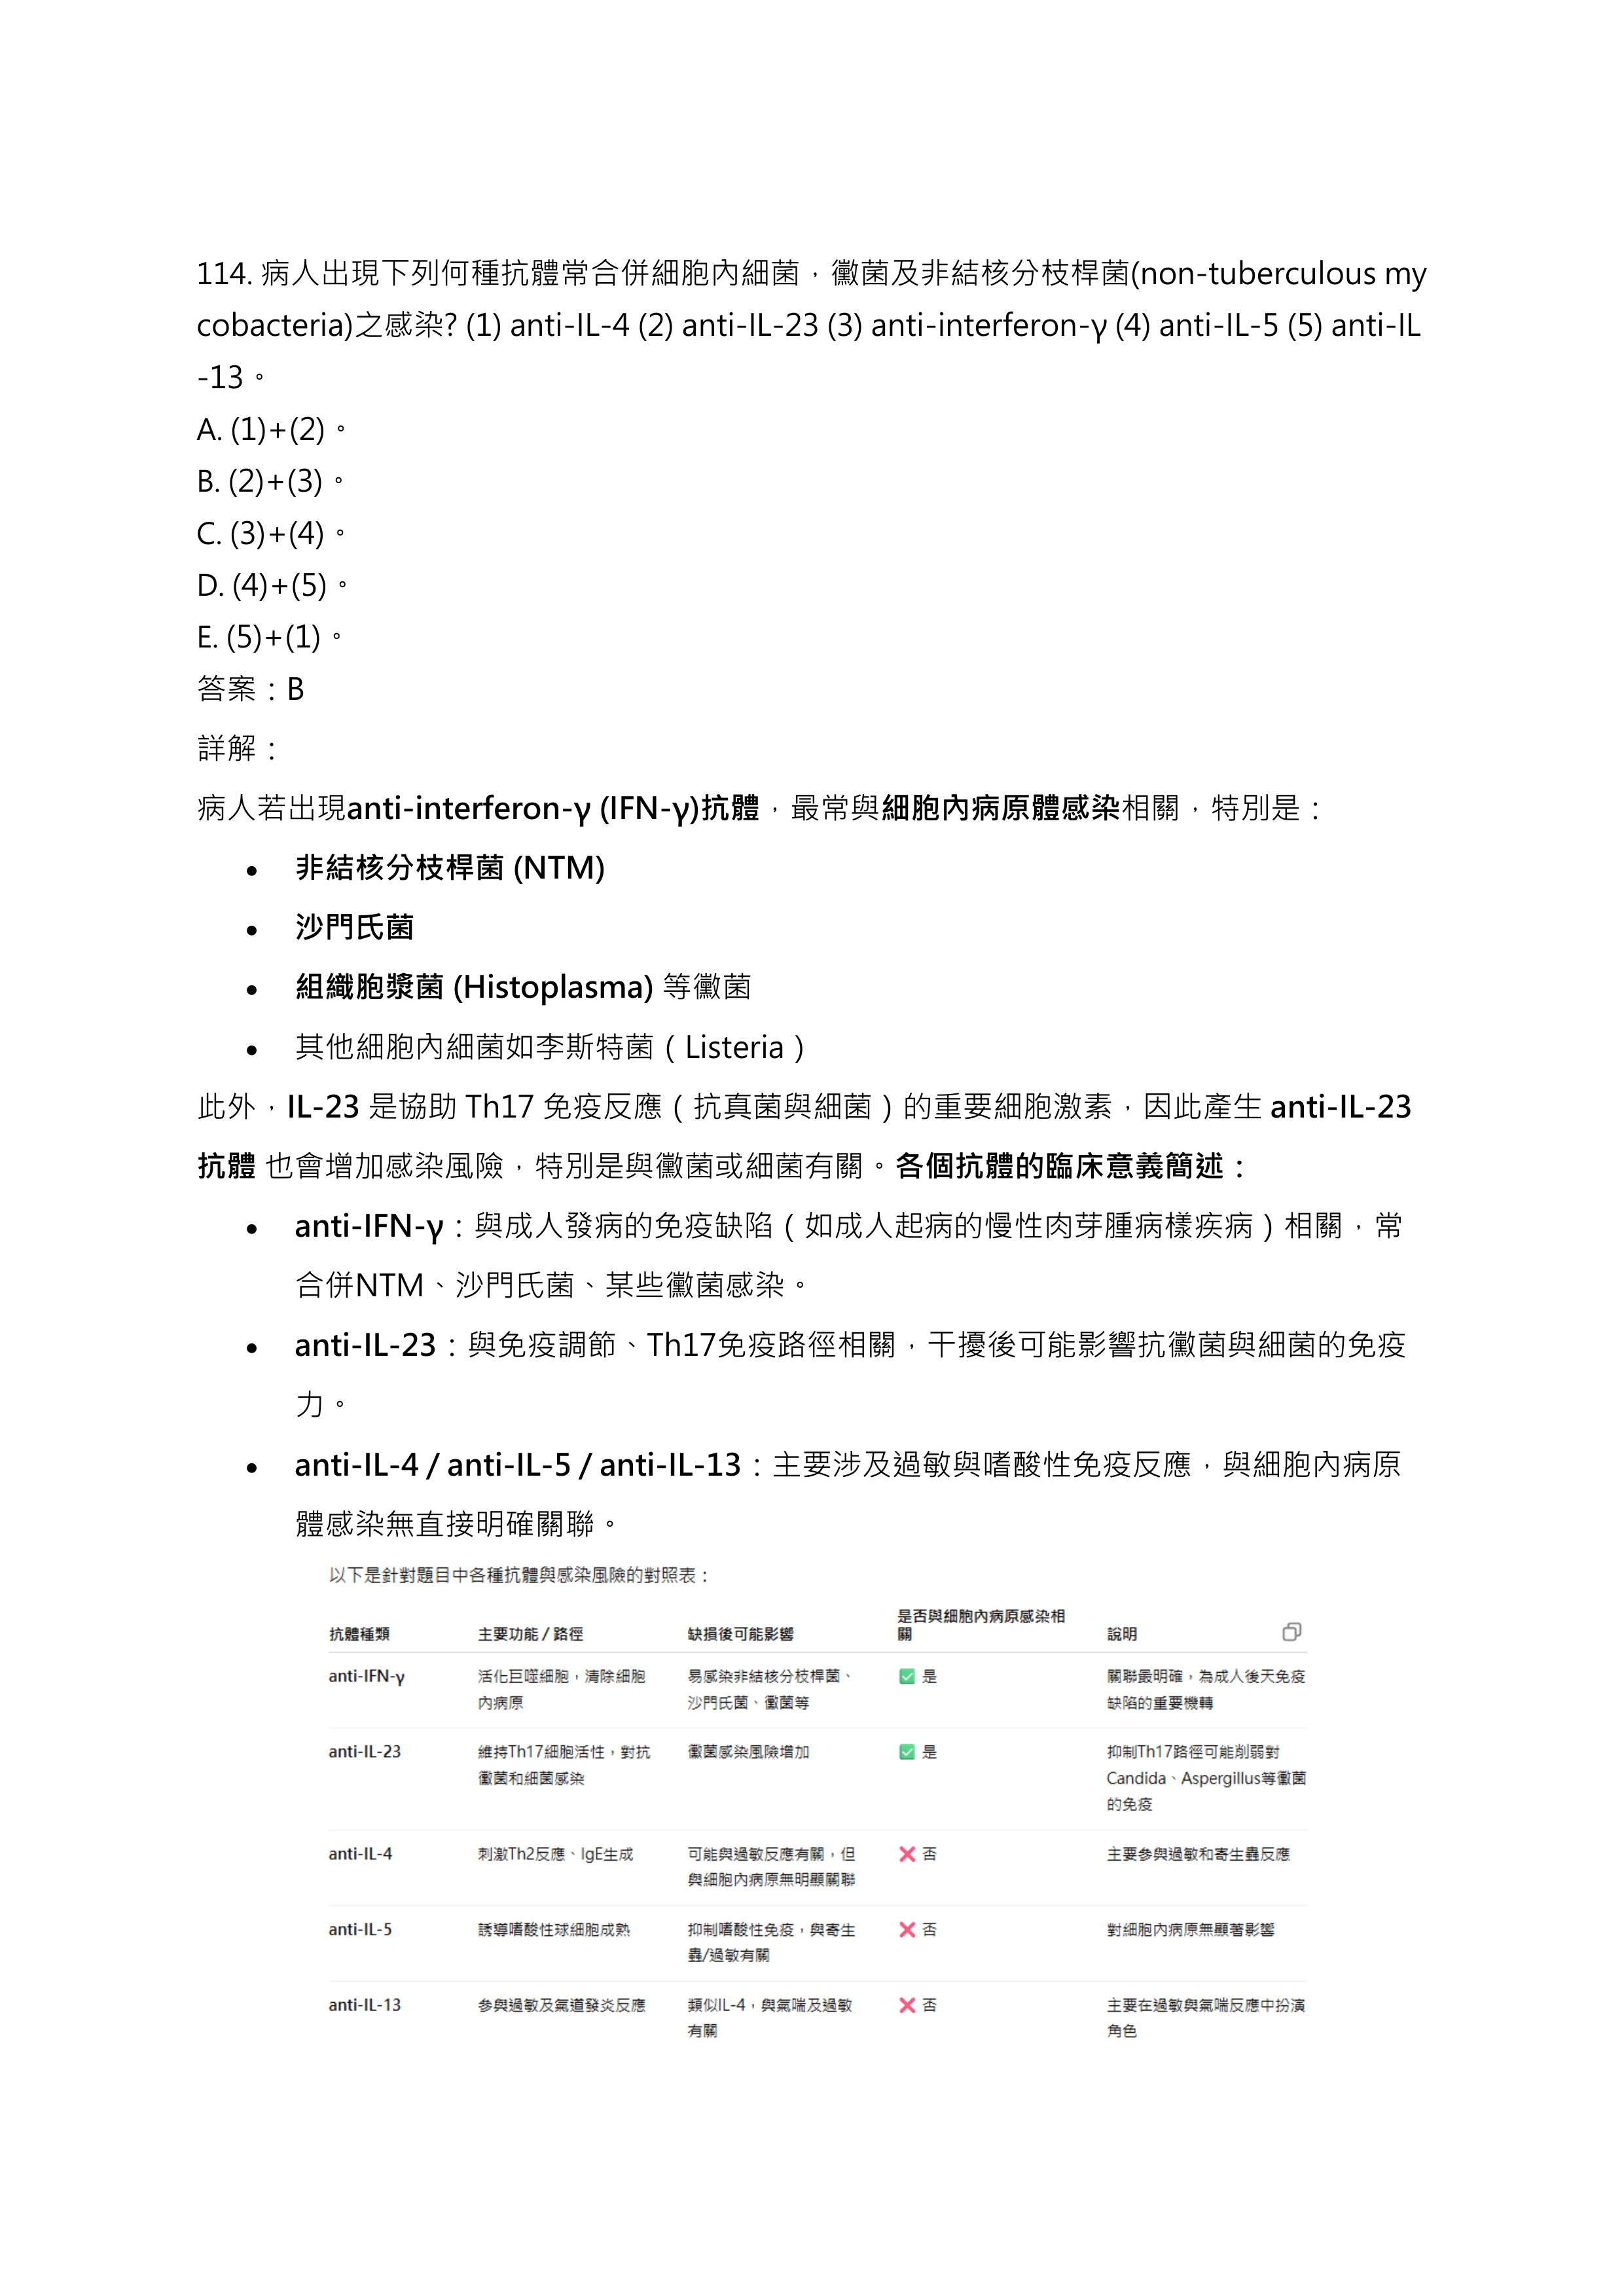 114. 病人出現下列何種抗體常合併細胞內細菌，黴菌及非結核分枝桿菌(non-tuberculous my
cobacteria)之感染? (1) anti-IL-4 (2) anti-IL-23 (3) anti-interferon-γ (4) anti-IL-5 (5) anti-IL
-13。
A. (1)+(2)。
B. (2)+(3)。
C. (3)+(4)。
D. (4)+(5)。
E. (5)+(1)。
答案：B
詳解：
病人若出現anti-interferon-γ (IFN-γ)抗體，最常與細胞內病原體感染相關，特別是：
● 非結核分枝桿菌 (NTM)
● 沙門氏菌
● 組織胞漿菌 (Histoplasma) 等黴菌
● 其他細胞內細菌如李斯特菌（Listeria）
此外，IL-23 是協助 Th17 免疫反應（抗真菌與細菌）的重要細胞激素，因此產生 anti-IL-23
抗體 也會增加感染風險，特別是與黴菌或細菌有關。各個抗體的臨床意義簡述：
● anti-IFN-γ：與成人發病的免疫缺陷（如成人起病的慢性肉芽腫病樣疾病）相關，常
合併NTM、沙門氏菌、某些黴菌感染。
● anti-IL-23：與免疫調節、Th17免疫路徑相關，干擾後可能影響抗黴菌與細菌的免疫
力。
● anti-IL-4 / anti-IL-5 / anti-IL-13：主要涉及過敏與嗜酸性免疫反應，與細胞內病原
體感染無直接明確關聯。
以下是針對題目中各種抗體與感染風險的對照表：
抗體種類 主要功能 / 路徑 缺損後可能影響 是否與細胞內病原感染相
關 說明
anti-IFN-γ 活化巨噬細胞，清除細胞 易感染非結核分枝桿菌、 ✅ 是 關聯最明確，為成人後天免疫
內病原 沙門氏菌、黴菌等 缺陷的重要機轉
anti-IL-23 維持Th17細胞活性，對抗 黴菌感染風險增加 ✅ 是 抑制Th17路徑可能削弱對
黴菌和細菌感染 Candida、Aspergillus等黴菌
的免疫
anti-IL-4 刺激Th2反應、IgE生成 可能與過敏反應有關，但 ❌ 否 主要參與過敏和寄生蟲反應
與細胞內病原無明顯關聯
anti-IL-5 誘導嗜酸性球細胞成熟 抑制嗜酸性免疫，與寄生 ❌ 否 對細胞內病原無顯著影響
蟲/過敏有關
anti-IL-13 參與過敏及氣道發炎反應 類似IL-4，與氣喘及過敏 ❌ 否 主要在過敏與氣喘反應中扮演
有關 角色